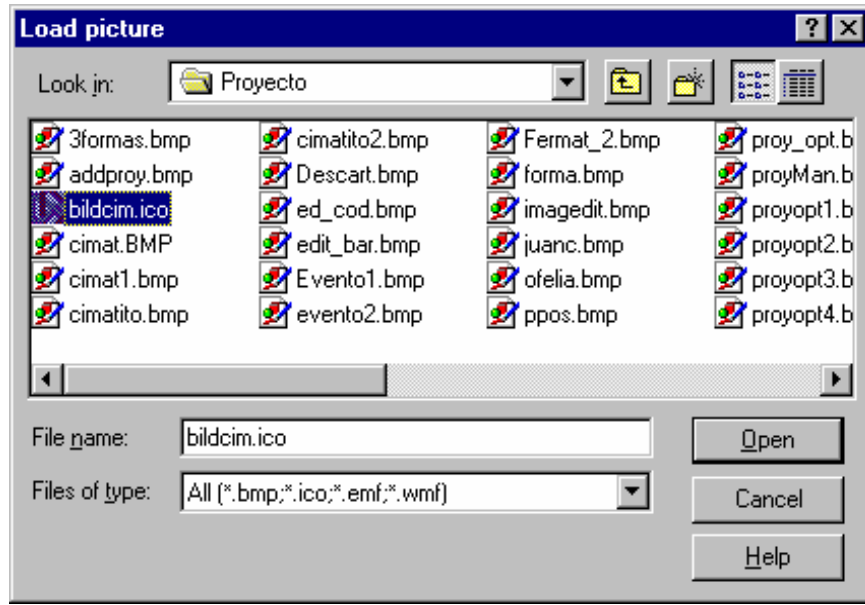 Load picture
Look in: Proyecto
3formas.bmp cimatito2.bmp Fermat_2.bmp proy_opt.b
addproy.bmp Descart.bmp forma.bmp proyMan.b
bildcim.ico ed_cod.bmp imagedit.bmp proyopt1.b
cimat.BMP edit_bar.bmp juanc.bmp proyopt2.b
cimat1.bmp Evento1.bmp ofelia.bmp proyopt3.b
cimatito.bmp evento2.bmp ppos.bmp proyopt4.b
File name: bildcim.ico Open
Files of type: All (*.bmp;*.ico;*.emf;*.wmf) Cancel
Help